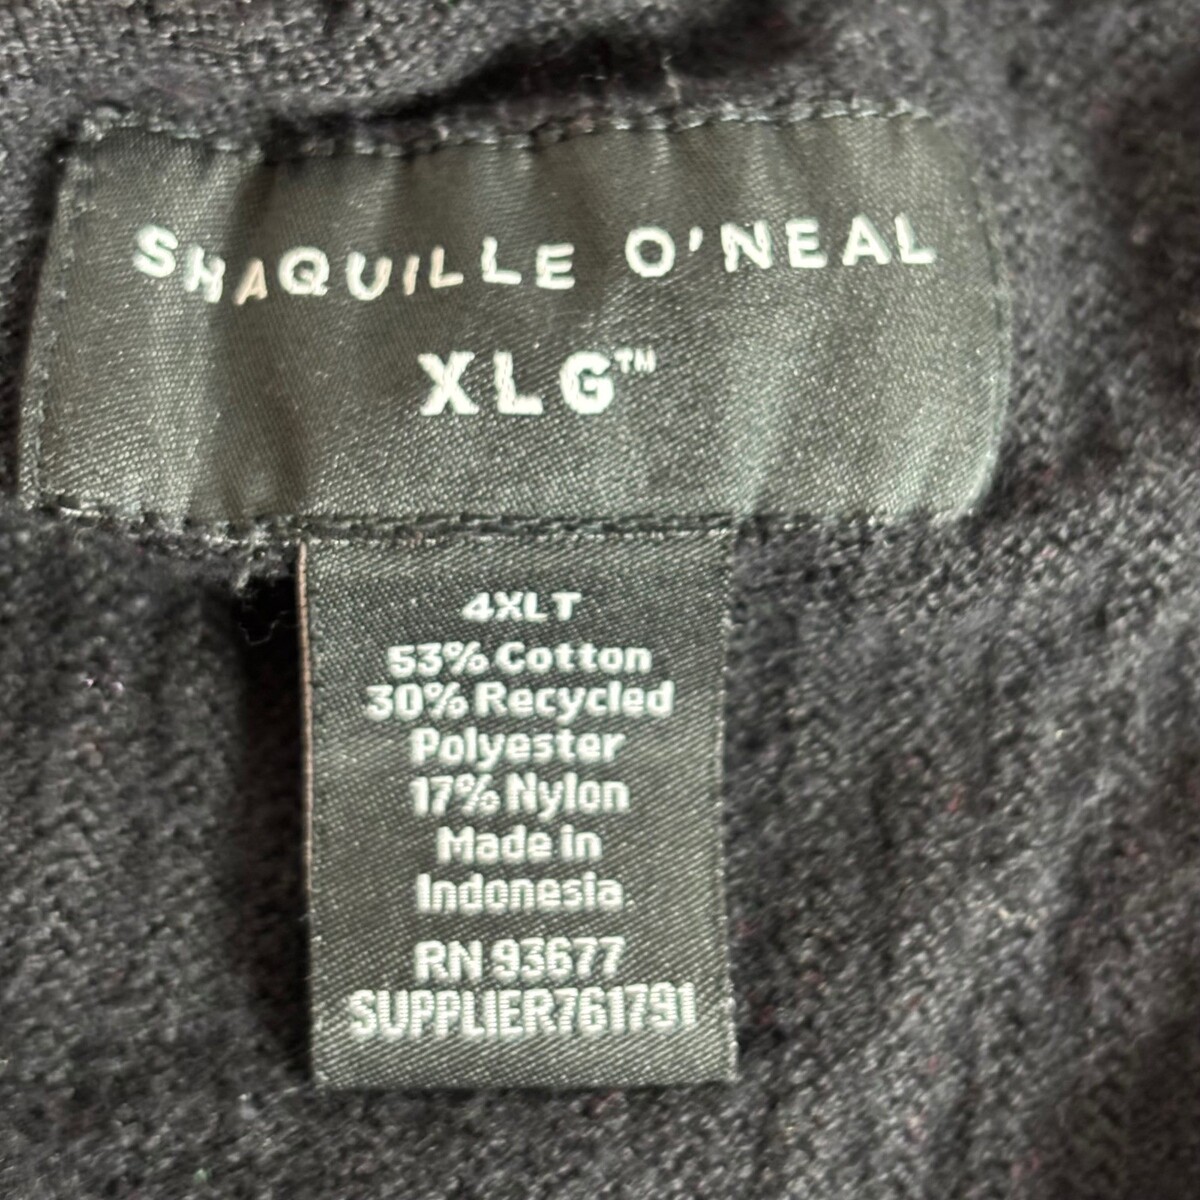 SHAQUILLE O'NEAL
XLG™
4XLT
53% Cotton
30% Recycled
Polyester
17% Nylon
Made in
Indonesia
RN 93677
SUPPLIER761791